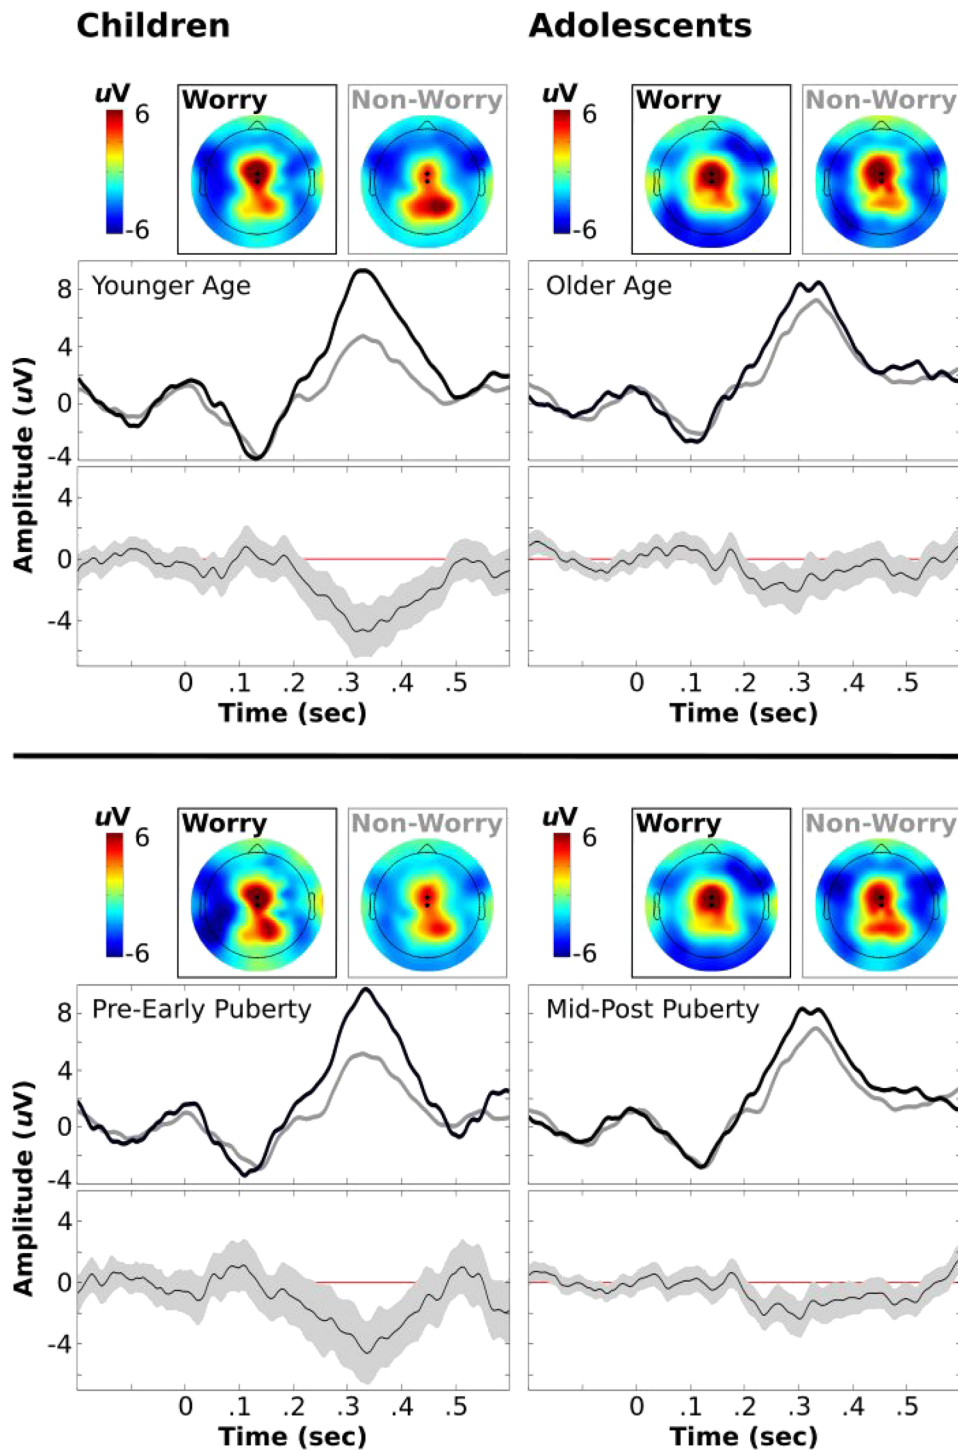 Children
Adolescents
uV
6
-6
Worry
Non-Worry
uV
6
-6
Worry
Non-Worry
Younger Age
8
4
0
-4
Older Age
4
0
-4
Amplitude (uV)
0 .1 .2 .3 .4 .5
Time (sec)
0 .1 .2 .3 .4 .5
Time (sec)
uV
6
-6
Worry
Non-Worry
uV
6
-6
Worry
Non-Worry
Pre-Early Puberty
8
4
0
-4
Mid-Post Puberty
4
0
-4
Amplitude (uV)
0 .1 .2 .3 .4 .5
Time (sec)
0 .1 .2 .3 .4 .5
Time (sec)